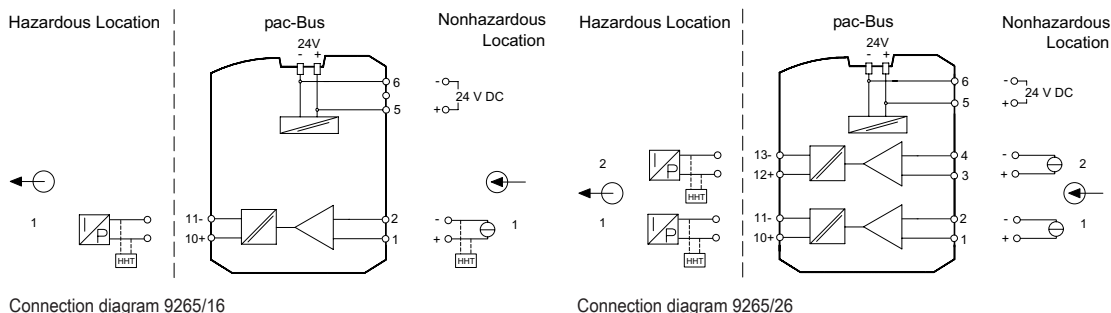 Hazardous Location
pac-Bus
Nonhazardous
Location
24V
- +
6
5
-
+
24 V DC
1
I
P
HHT
11-
10+
2
1
-
+
1
Connection diagram 9265/16
Hazardous Location
pac-Bus
Nonhazardous
Location
24V
- +
6
5
-
+
24 V DC
2
1
I
P
HHT
I
P
HHT
13-
12+
11-
10+
4
3
2
1
-
+
2
-
+
1
Connection diagram 9265/26